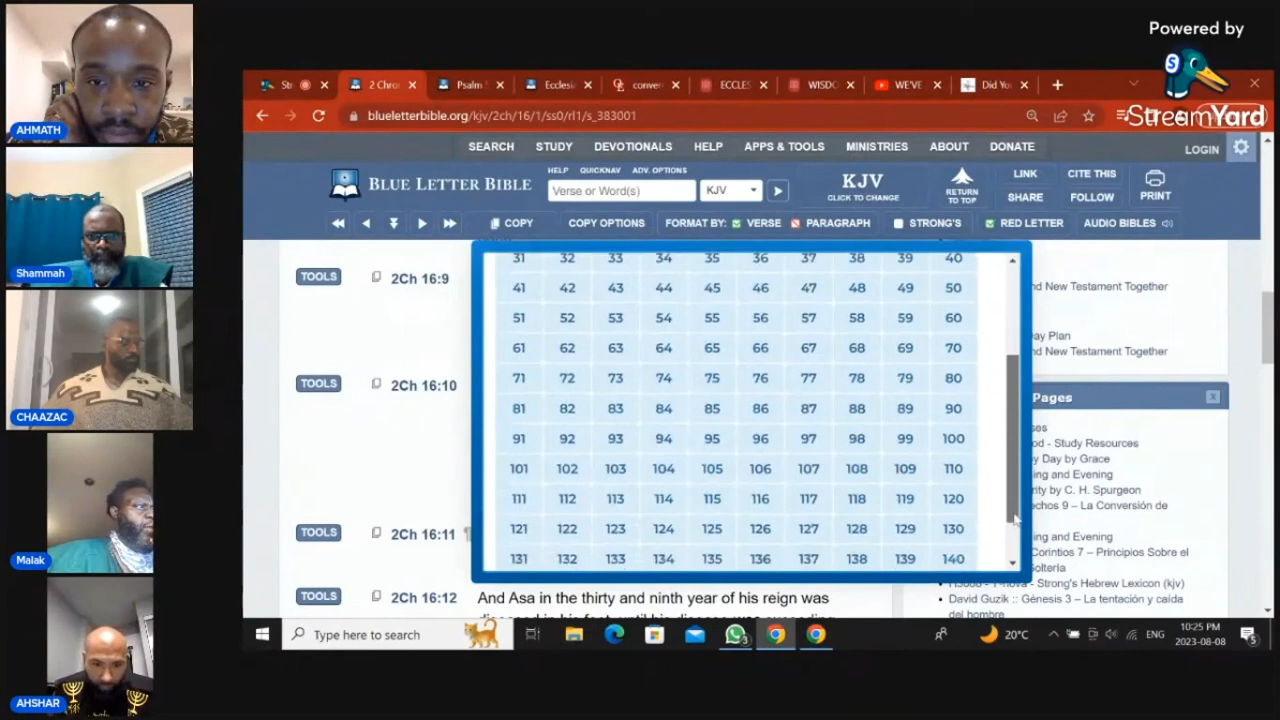 Powered by
StreamYard
AHMATH
Shammah
CHAAZAC
Malak
AHSHAR
Str
2 Chro
Psalm
Ecclesia
conver
ECCLES
WISDO
WE'VE
Did Yo
blueletterbible.org/kjv/2ch/16/1/ss0/rl1/s_383001
SEARCH STUDY DEVOTIONALS HELP APPS & TOOLS MINISTRIES ABOUT DONATE LOGIN
BLUE LETTER BIBLE
HELP QUICKNAV ADV. OPTIONS
Verse or Word(s) KJV
KJV
CLICK TO CHANGE
RETURN TO TOP
LINK CITE THIS
SHARE FOLLOW
PRINT
COPY COPY OPTIONS FORMAT BY: VERSE PARAGRAPH STRONG'S RED LETTER AUDIO BIBLES
31 32 33 34 35 36 37 38 39 40
41 42 43 44 45 46 47 48 49 50
51 52 53 54 55 56 57 58 59 60
61 62 63 64 65 66 67 68 69 70
71 72 73 74 75 76 77 78 79 80
81 82 83 84 85 86 87 88 89 90
91 92 93 94 95 96 97 98 99 100
101 102 103 104 105 106 107 108 109 110
111 112 113 114 115 116 117 118 119 120
121 122 123 124 125 126 127 128 129 130
131 132 133 134 135 136 137 138 139 140
TOOLS 2Ch 16:9
TOOLS 2Ch 16:10
TOOLS 2Ch 16:11 ¶
TOOLS 2Ch 16:12 And Asa in the thirty and ninth year of his reign was
nd New Testament Together
ay Plan
nd New Testament Together
Pages
ses
od - Study Resources
y Day by Grace
ing and Evening
rity by C. H. Spurgeon
echos 9 – La Conversión de
ing and Evening
Corintios 7 – Principios Sobre el
oltería
- Strong's Hebrew Lexicon (kjv)
David Guzik :: Génesis 3 – La tentación y caída
del hombre
Type here to search
3
20°C
ENG
10:25 PM
2023-08-08
5